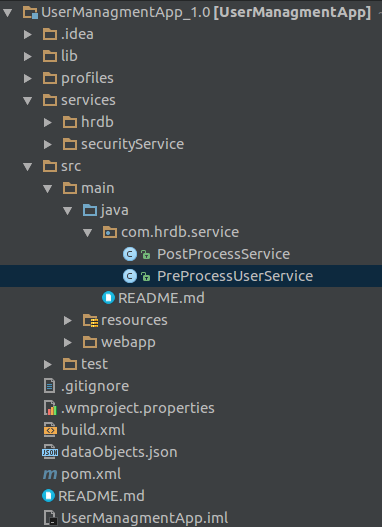 UserManagmentApp_1.0 [UserManagmentApp]
.idea
lib
profiles
services
hrdb
securityService
src
main
java
com.hrdb.service
PostProcessService
PreProcessUserService
README.md
resources
webapp
test
.gitignore
.wmproject.properties
build.xml
dataObjects.json
pom.xml
README.md
UserManagmentApp.iml